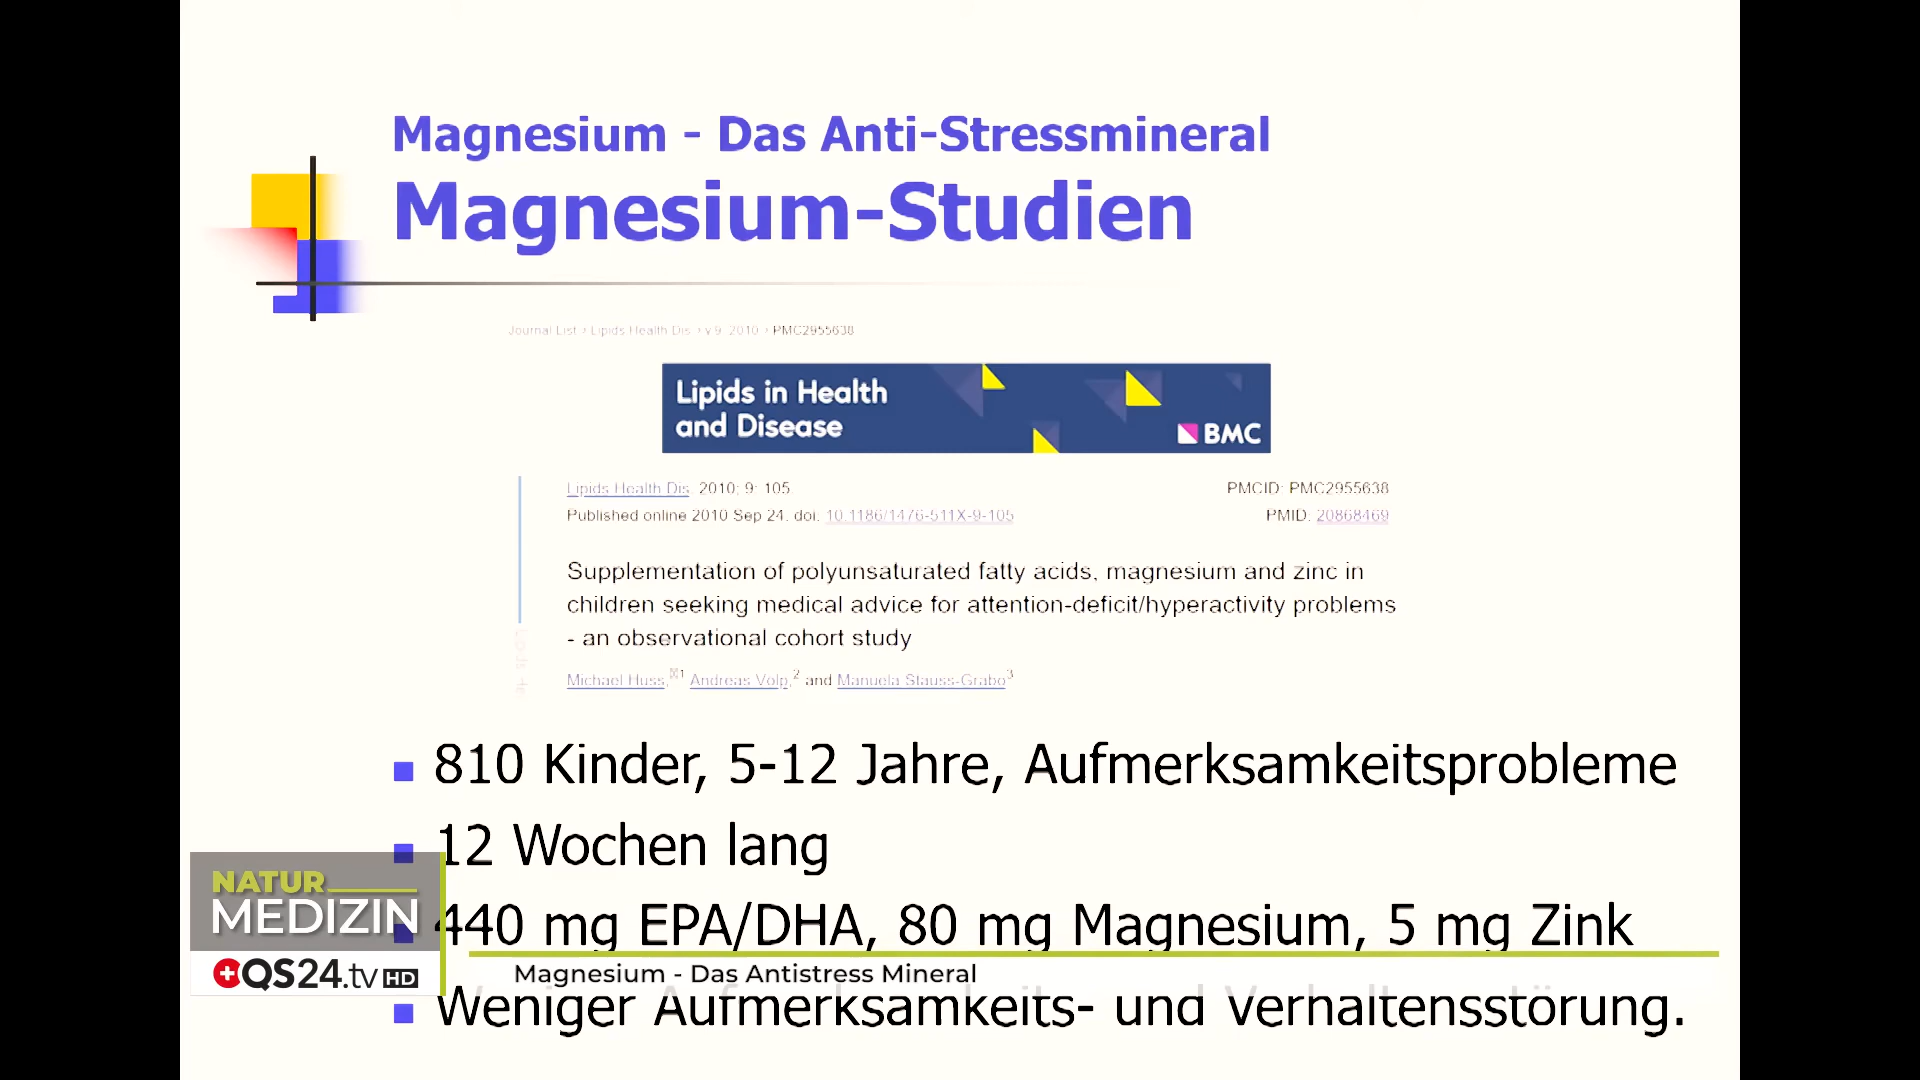 Magnesium - Das Anti-Stressmineral
Magnesium-Studien
Journal List › Lipids Health Dis › v.9; 2010 › PMC2955638
Lipids in Health
and Disease
BMC
Lipids Health Dis. 2010; 9: 105.
PMCID: PMC2955638
Published online 2010 Sep 24. doi: 10.1186/1476-511X-9-105
PMID: 20868469
Supplementation of polyunsaturated fatty acids, magnesium and zinc in
children seeking medical advice for attention-deficit/hyperactivity problems
- an observational cohort study
Michael Huss,1 Andreas Volp,2 and Manuela Stauss-Grabo3
810 Kinder, 5-12 Jahre, Aufmerksamkeitsprobleme
12 Wochen lang
440 mg EPA/DHA, 80 mg Magnesium, 5 mg Zink
Weniger Aufmerksamkeits- und Verhaltensstörung.
NATUR
MEDIZIN
QS24.tv HD
Magnesium - Das Antistress Mineral